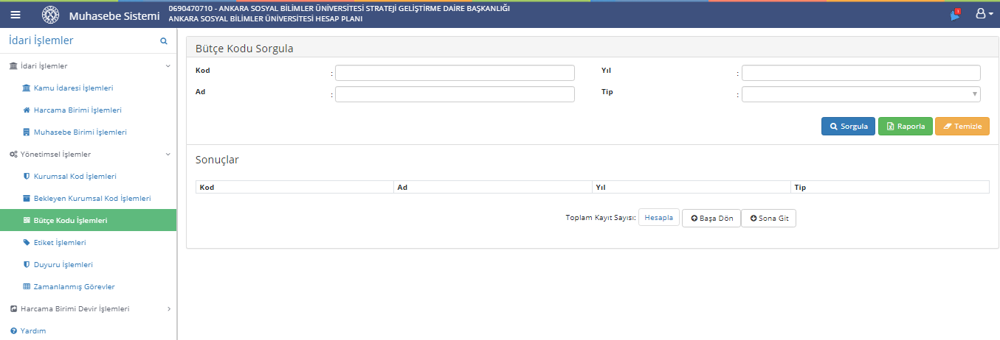 Muhasebe Sistemi
0690470710 - ANKARA SOSYAL BİLİMLER ÜNİVERSİTESİ STRATEJİ GELİŞTİRME DAİRE BAŞKANLIĞI
ANKARA SOSYAL BİLİMLER ÜNİVERSİTESİ HESAP PLANI
1
İdari İşlemler
İdari İşlemler
Kamu İdaresi İşlemleri
Harcama Birimi İşlemleri
Muhasebe Birimi İşlemleri
Yönetimsel İşlemler
Kurumsal Kod İşlemleri
Bekleyen Kurumsal Kod İşlemleri
Bütçe Kodu İşlemleri
Etiket İşlemleri
Duyuru İşlemleri
Zamanlanmış Görevler
Harcama Birimi Devir İşlemleri
Yardım
Bütçe Kodu Sorgula
Kod : Yıl :
Ad : Tip :
Sorgula Raporla Temizle
Sonuçlar
Kod Ad Yıl Tip
Toplam Kayıt Sayısı: Hesapla Başa Dön Sona Git